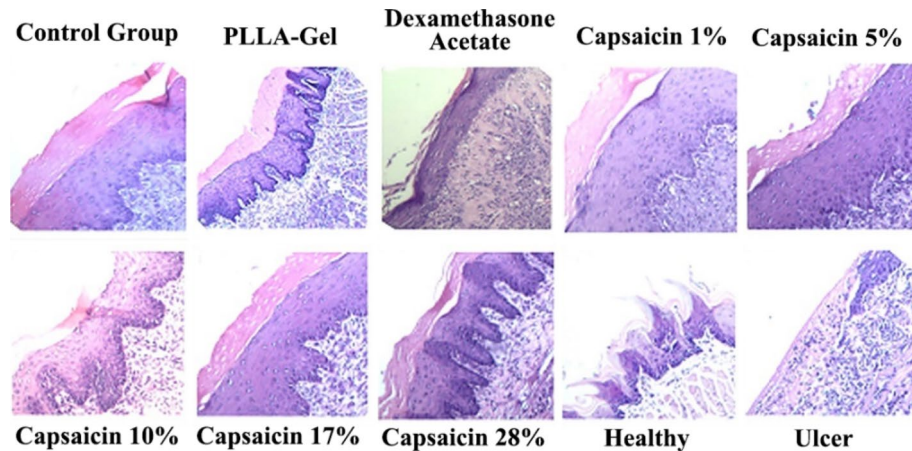 Control Group
PLLA-Gel
Dexamethasone
Acetate
Capsaicin 1%
Capsaicin 5%
Capsaicin 10%
Capsaicin 17%
Capsaicin 28%
Healthy
Ulcer